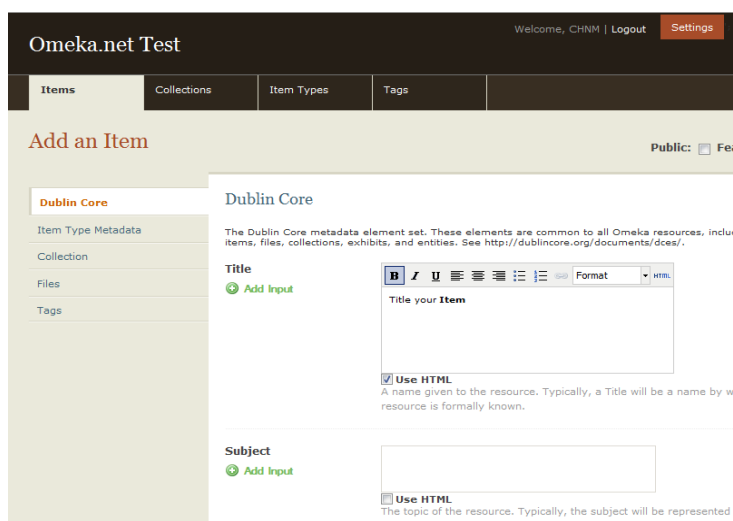 Omeka.net Test
Welcome, CHNM | Logout
Settings
Items
Collections
Item Types
Tags
Add an Item
Public:
Dublin Core
Item Type Metadata
Collection
Files
Tags
Dublin Core
The Dublin Core metadata element set. These elements are common to all Omeka resources,
items, files, collections, exhibits, and entities. See http://dublincore.org/documents/dces/.
Title
Add Input
B I U Format HTML
Title your Item
Use HTML
A name given to the resource. Typically, a Title will be a name by
resource is formally known.
Subject
Add Input
Use HTML
The topic of the resource. Typically, the subject will be represented